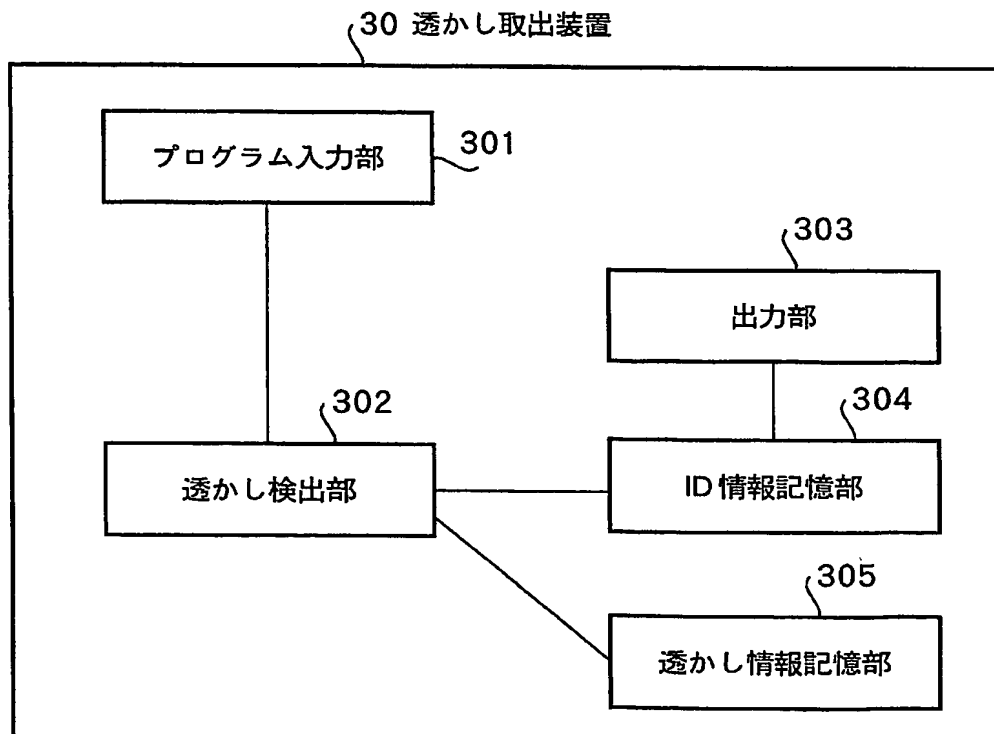 30 透かし取出装置
プログラム入力部
301
303
出力部
302
304
透かし検出部
ID情報記憶部
305
透かし情報記憶部